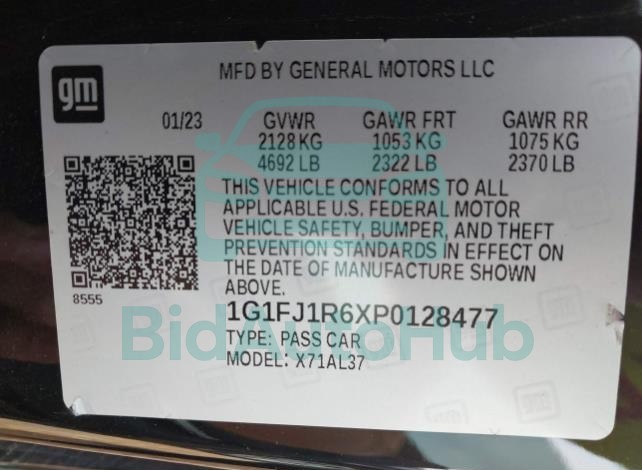 gm
MFD BY GENERAL MOTORS LLC
01/23 GVWR GAWR FRT GAWR RR
2128 KG 1053 KG 1075 KG
4692 LB 2322 LB 2370 LB
THIS VEHICLE CONFORMS TO ALL
APPLICABLE U.S. FEDERAL MOTOR
VEHICLE SAFETY, BUMPER, AND THEFT
PREVENTION STANDARDS IN EFFECT ON
THE DATE OF MANUFACTURE SHOWN
ABOVE.
8555
1G1FJ1R6XP0128477
BidAutoHub
TYPE: PASS CAR
MODEL: X71AL37